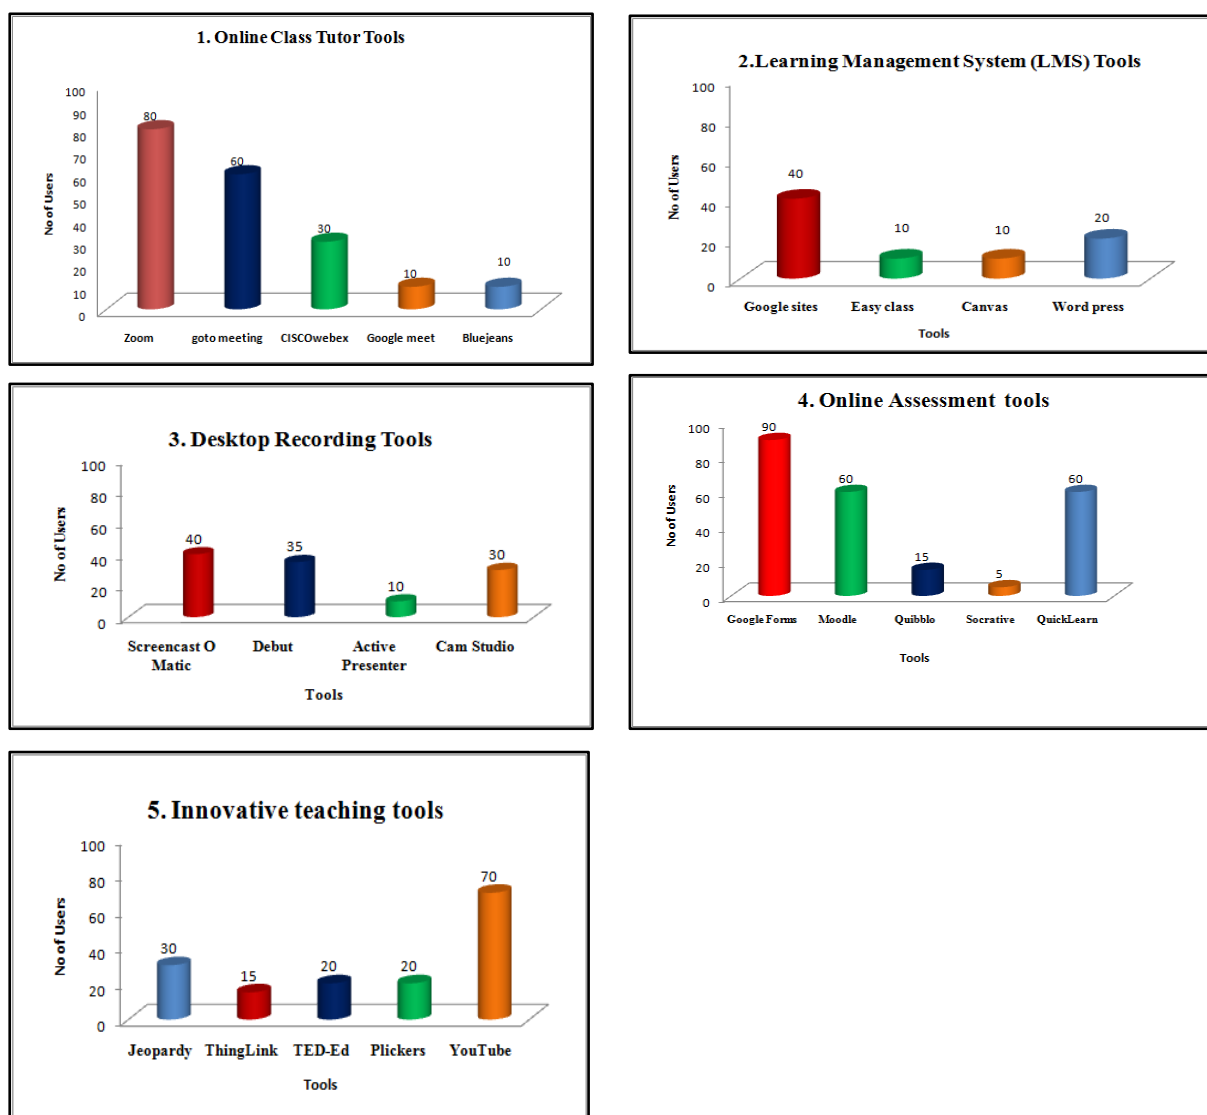 1. Online Class Tutor Tools
100
90
80
70
60
50
40
30
20
10
0
No of Users
80
60
30
10
10
Zoom goto meeting CISCOwebex Google meet Bluejeans
2.Learning Management System (LMS) Tools
100
80
60
40
20
0
No of Users
40
10
10
20
Google sites Easy class Canvas Word press
Tools
3. Desktop Recording Tools
100
80
60
40
20
0
No of Users
40
35
10
30
Screencast O Debut Active Cam Studio
Matic Presenter
Tools
4. Online Assessment tools
100
80
60
40
20
0
No of Users
90
60
15
5
60
Google Forms Moodle Quibblo Socrative QuickLearn
Tools
5. Innovative teaching tools
100
80
60
40
20
0
No of Users
30
15
20
20
70
Jeopardy ThingLink TED-Ed Plickers YouTube
Tools